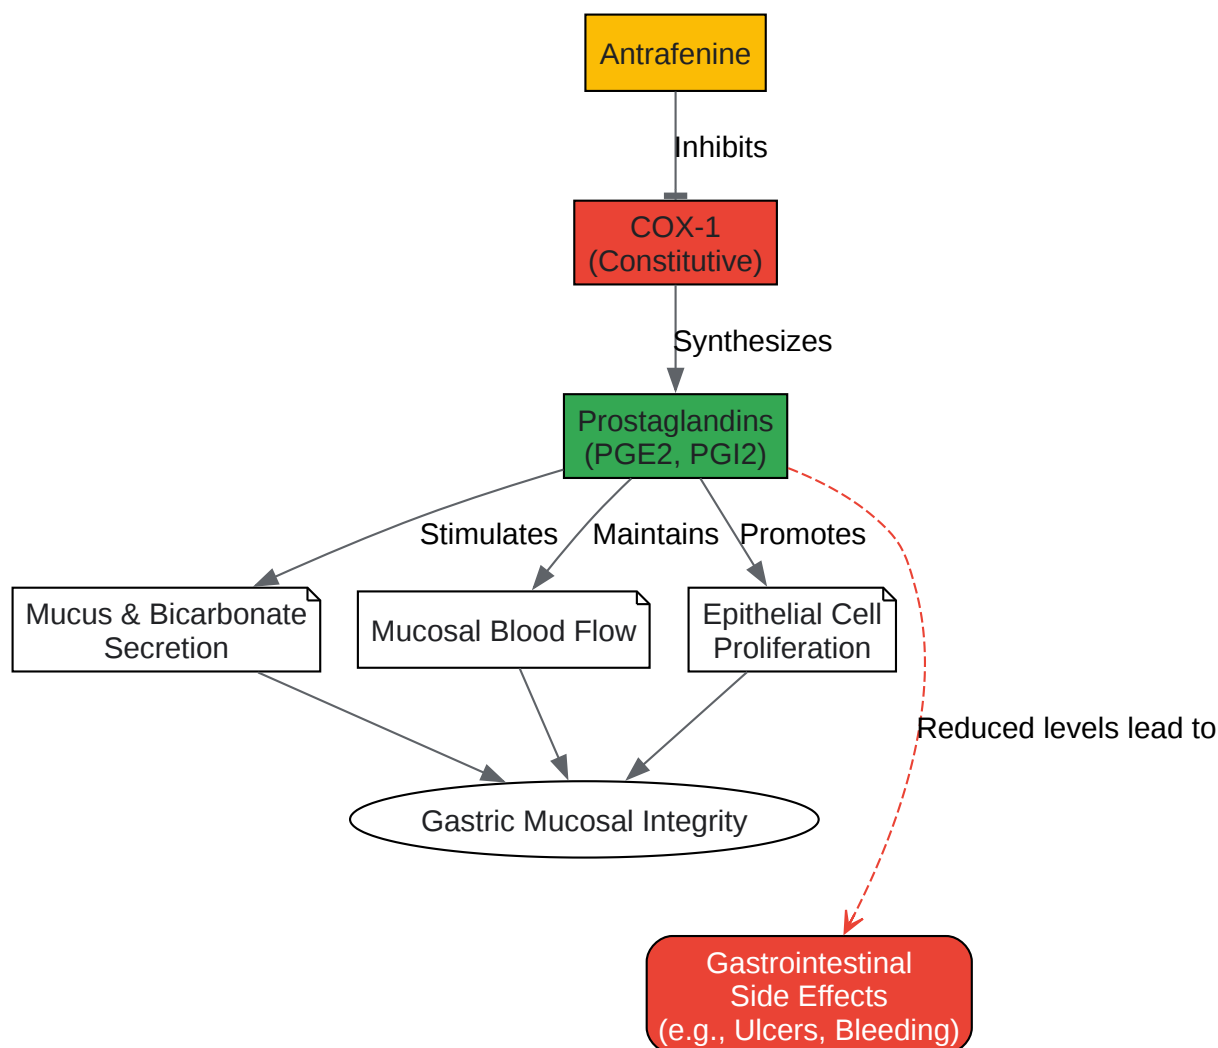 Antrafenine
Inhibits
COX-1
(Constitutive)
Synthesizes
Prostaglandins
(PGE2, PGI2)
Stimulates
Maintains
Promotes
Mucus & Bicarbonate
Secretion
Mucosal Blood Flow
Epithelial Cell
Proliferation
Reduced levels lead to
Gastric Mucosal Integrity
Gastrointestinal
Side Effects
(e.g., Ulcers, Bleeding)